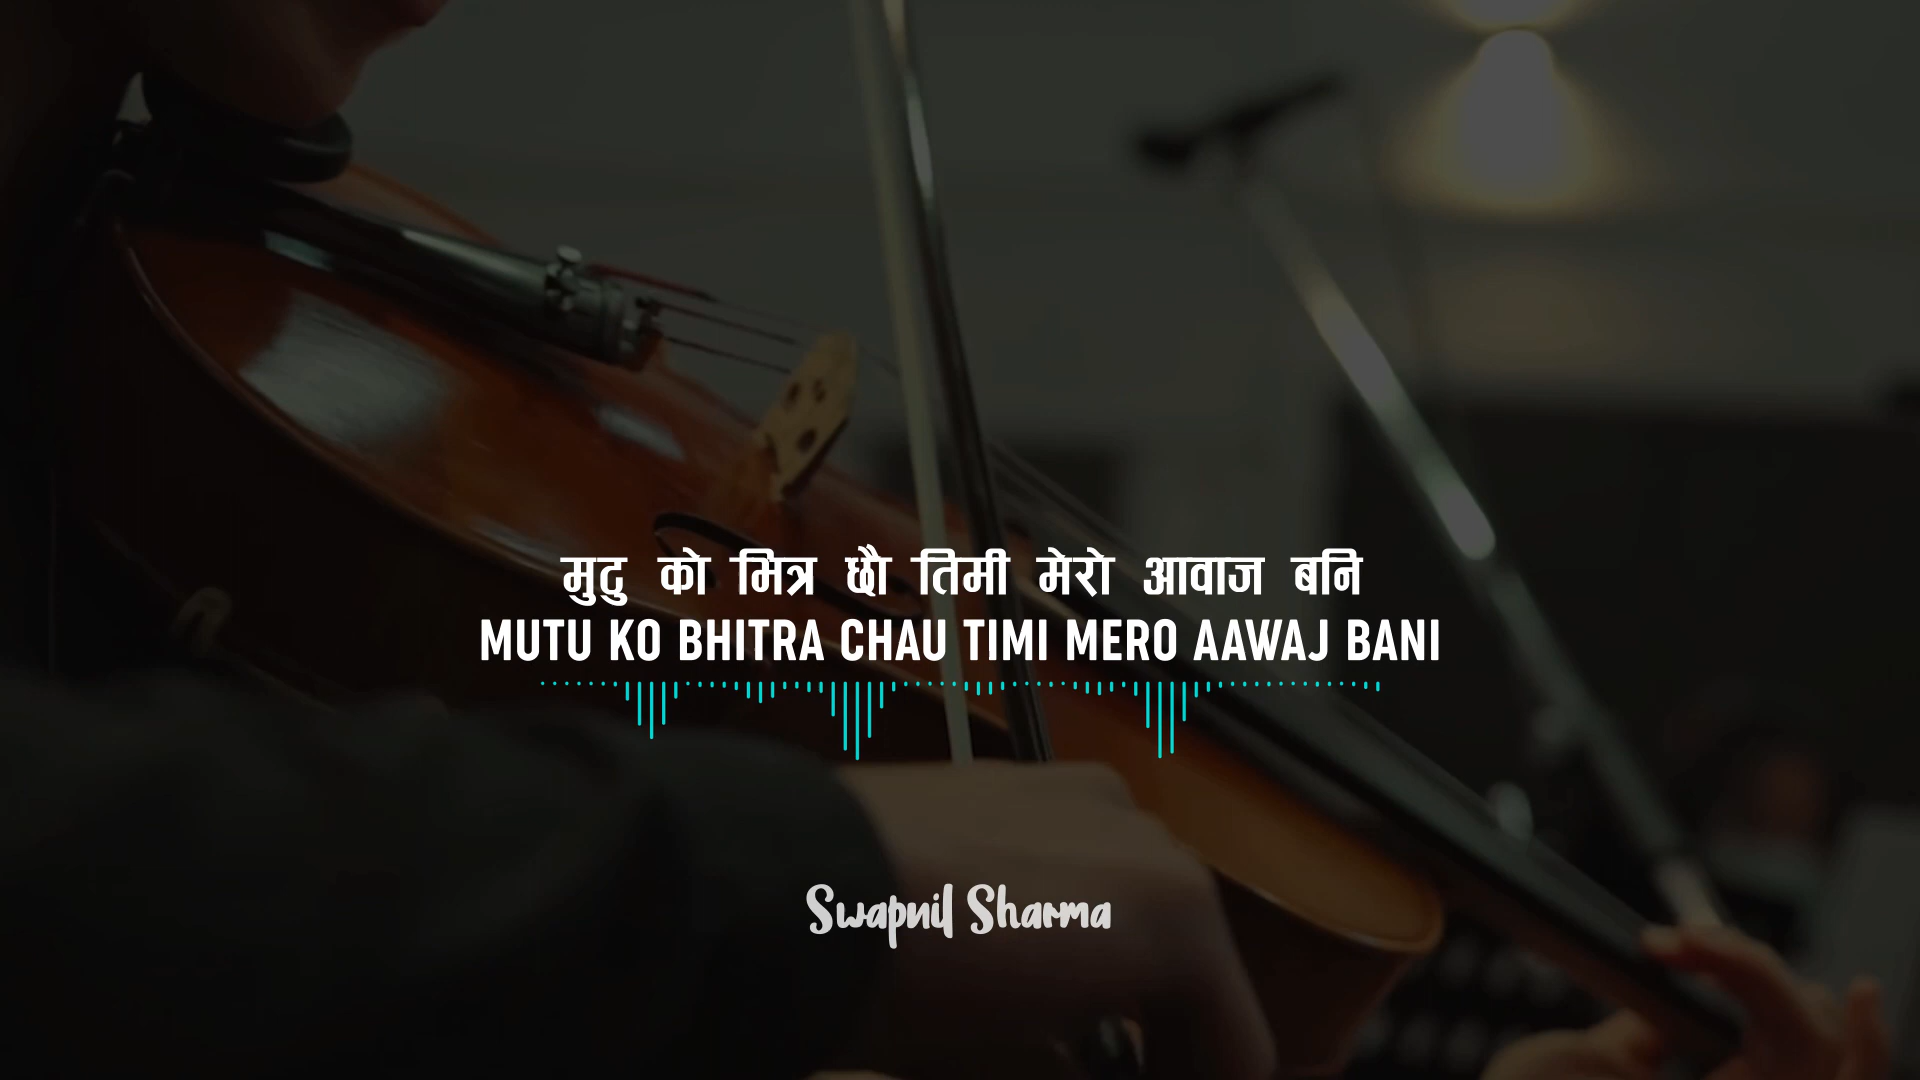 मुटु को भित्र छौ तिमी मेरो आवाज बनि
MUTU KO BHITRA CHAU TIMI MERO AAWAJ BANI
Swapnil Sharma